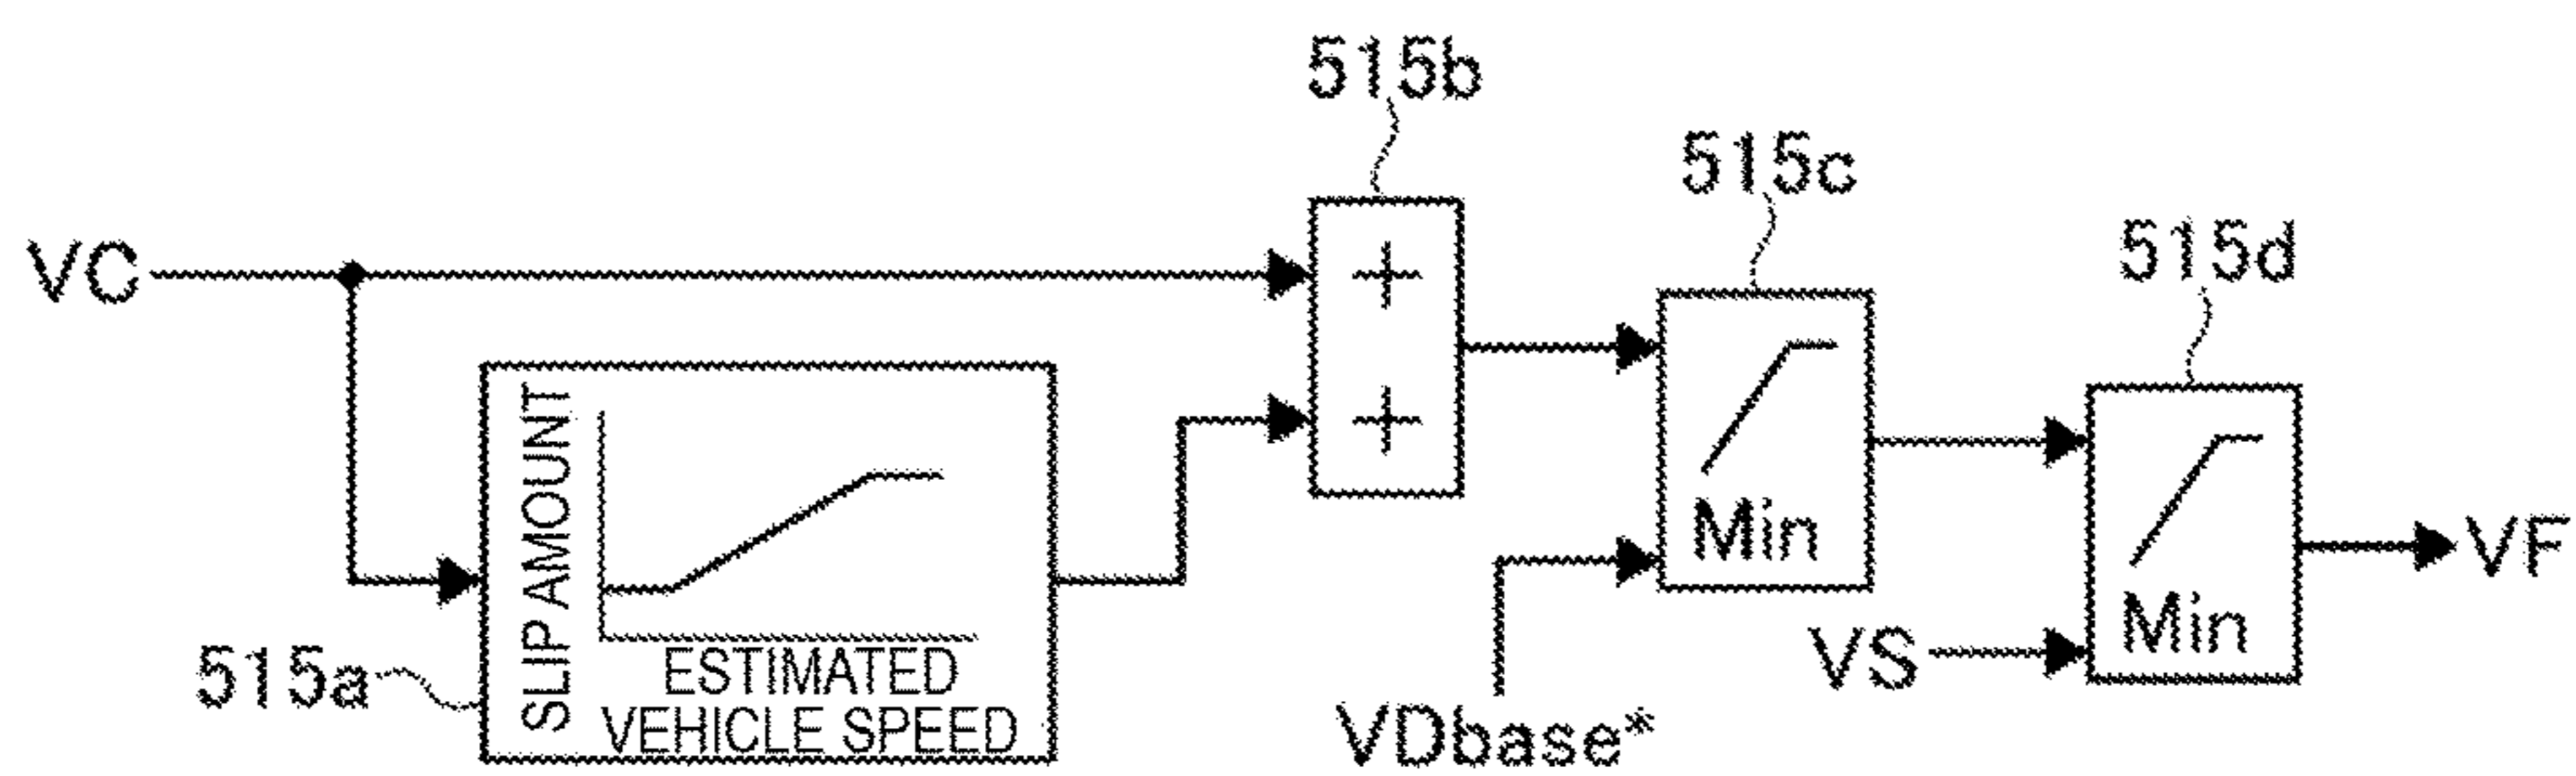 515b
515c
515d
VC
+
+
SLIP AMOUNT
ESTIMATED
VEHICLE SPEED
515a
Min
VDbase*
VS
Min
VF